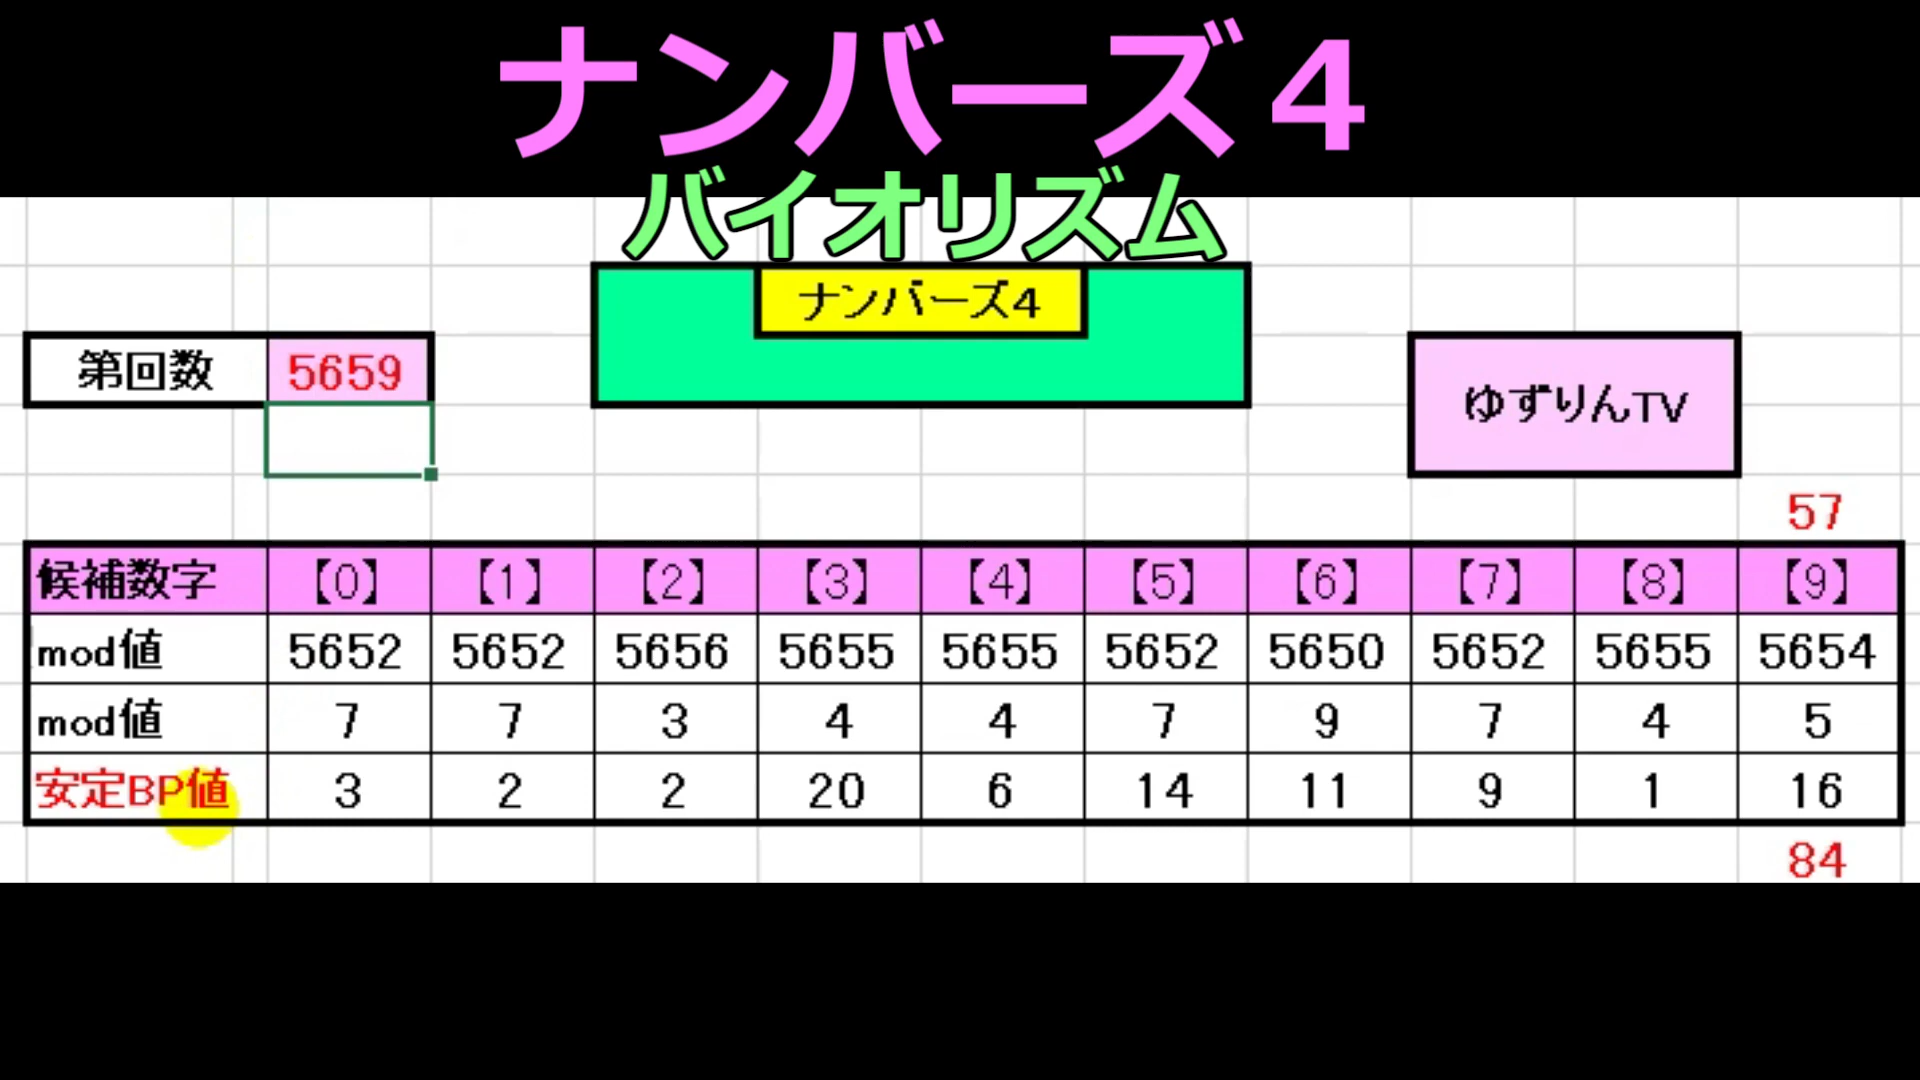 ナンバーズ４
バイオリズム
ナンバーズ4
第回数 5659
ゆずりんTV
57
候補数字 【0】 【1】 【2】 【3】 【4】 【5】 【6】 【7】 【8】 【9】
mod値 5652 5652 5656 5655 5655 5652 5650 5652 5655 5654
mod値 7 7 3 4 4 7 9 7 4 5
安定BP値 3 2 2 20 6 14 11 9 1 16
84